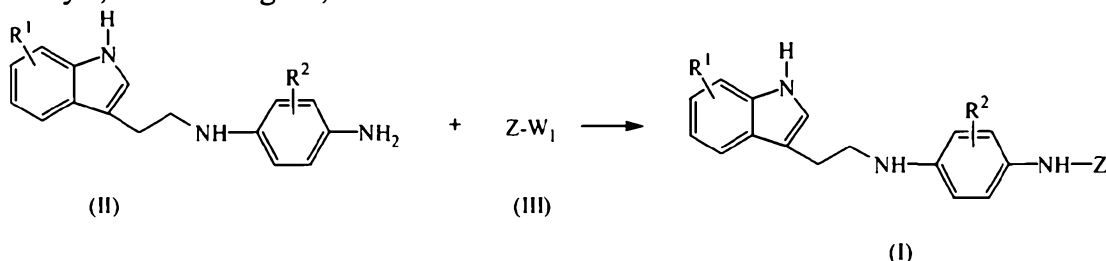 H
R¹
R²
NH
NH₂
+
Z-W₁
H
R¹
R²
NH
NH—Z
(II)
(III)
(I)